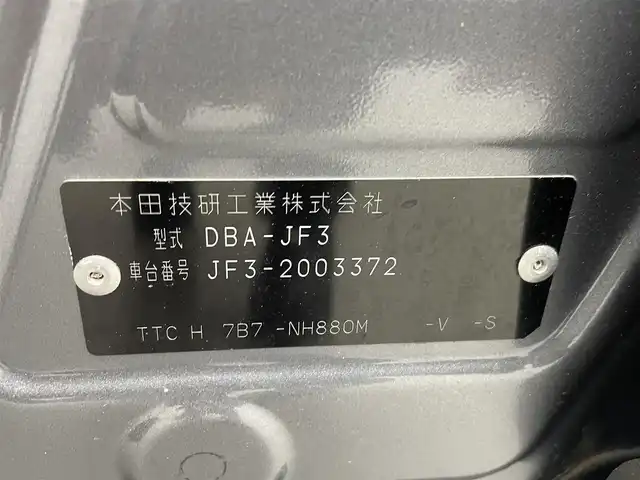 本田技研工業株式会社
型式 DBA-JF3
車台番号 JF3-2003372
TTC H 7B7 -NH880M -V -S